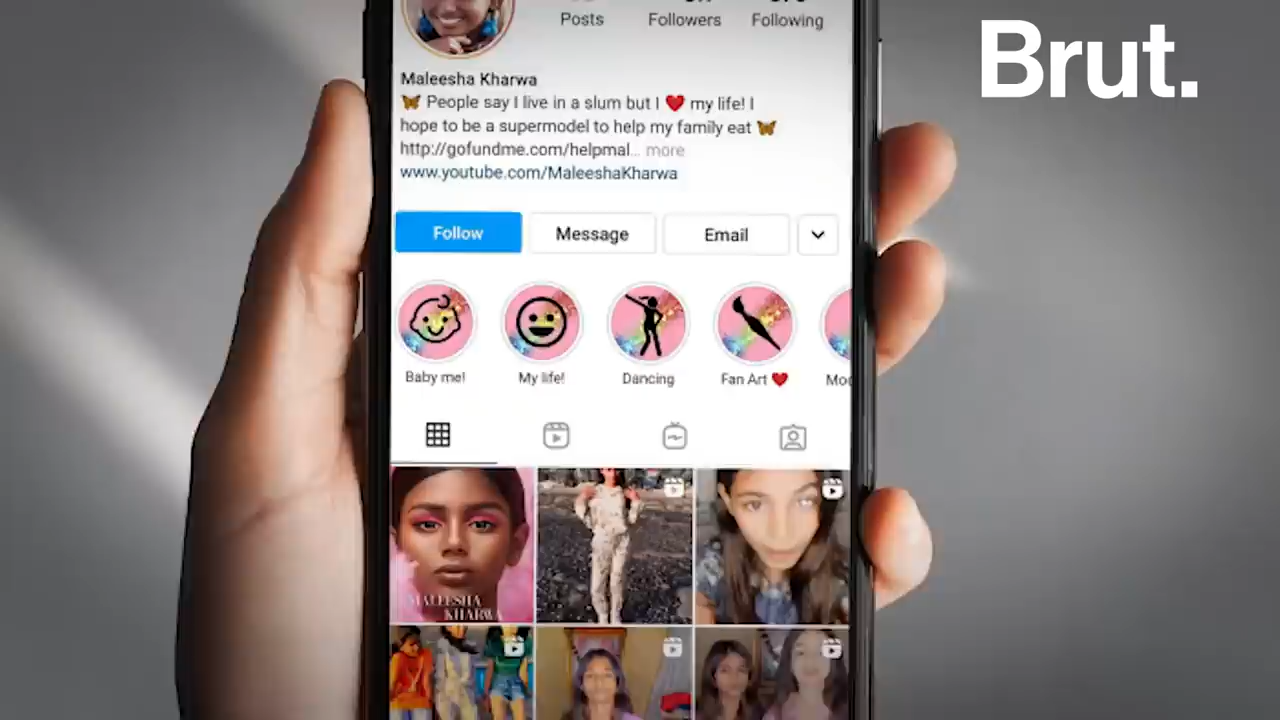 Brut.
Posts Followers Following
Maleesha Kharwa
🦋 People say I live in a slum but I ❤️ my life! I
hope to be a supermodel to help my family eat 🦋
http://gofundme.com/helpmal... more
www.youtube.com/MaleeshaKharwa
Follow Message Email
Baby me! My life! Dancing Fan Art ❤️
MALEESHA
KHARWA